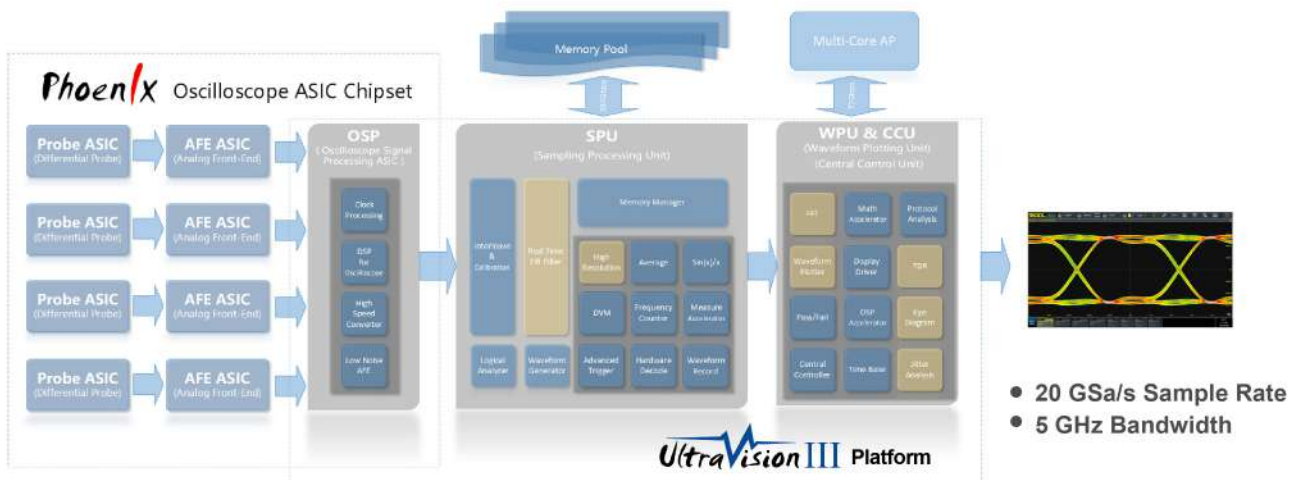 Memory Pool
Multi-Core AP
Phoenix Oscilloscope ASIC Chipset
Probe ASIC
(Differential Probe)
AFE ASIC
(Analog Front-End)
Probe ASIC
(Differential Probe)
AFE ASIC
(Analog Front-End)
Probe ASIC
(Differential Probe)
AFE ASIC
(Analog Front-End)
Probe ASIC
(Differential Probe)
AFE ASIC
(Analog Front-End)
OSP
(Oscilloscope Signal
Processing ASIC)
Clock
Processing
DSP
for
Oscilloscope
High
Speed
Converter
Low Noise
AFE
SPU
(Sampling Processing Unit)
Interleave
&
Calibration
Real Time
FIR Filter
Memory Manager
High
Resolution
Average
Sin(x)/x
DVM
Frequency
Counter
Measure
Accelerator
Logical
Analyzer
Waveform
Generator
Advanced
Trigger
Hardware
Decode
Waveform
Record
WPU & CCU
(Waveform Plotting Unit)
(Central Control Unit)
Math
Accelerator
Protocol
Analysis
Waveform
Plotter
Display
Driver
Pass/Fail
DSP
Accelerator
Eye
Diagram
Central
Controller
Time Base
Jitter
Analysis
RIGOL
• 20 GSa/s Sample Rate
• 5 GHz Bandwidth
UltraVision III Platform